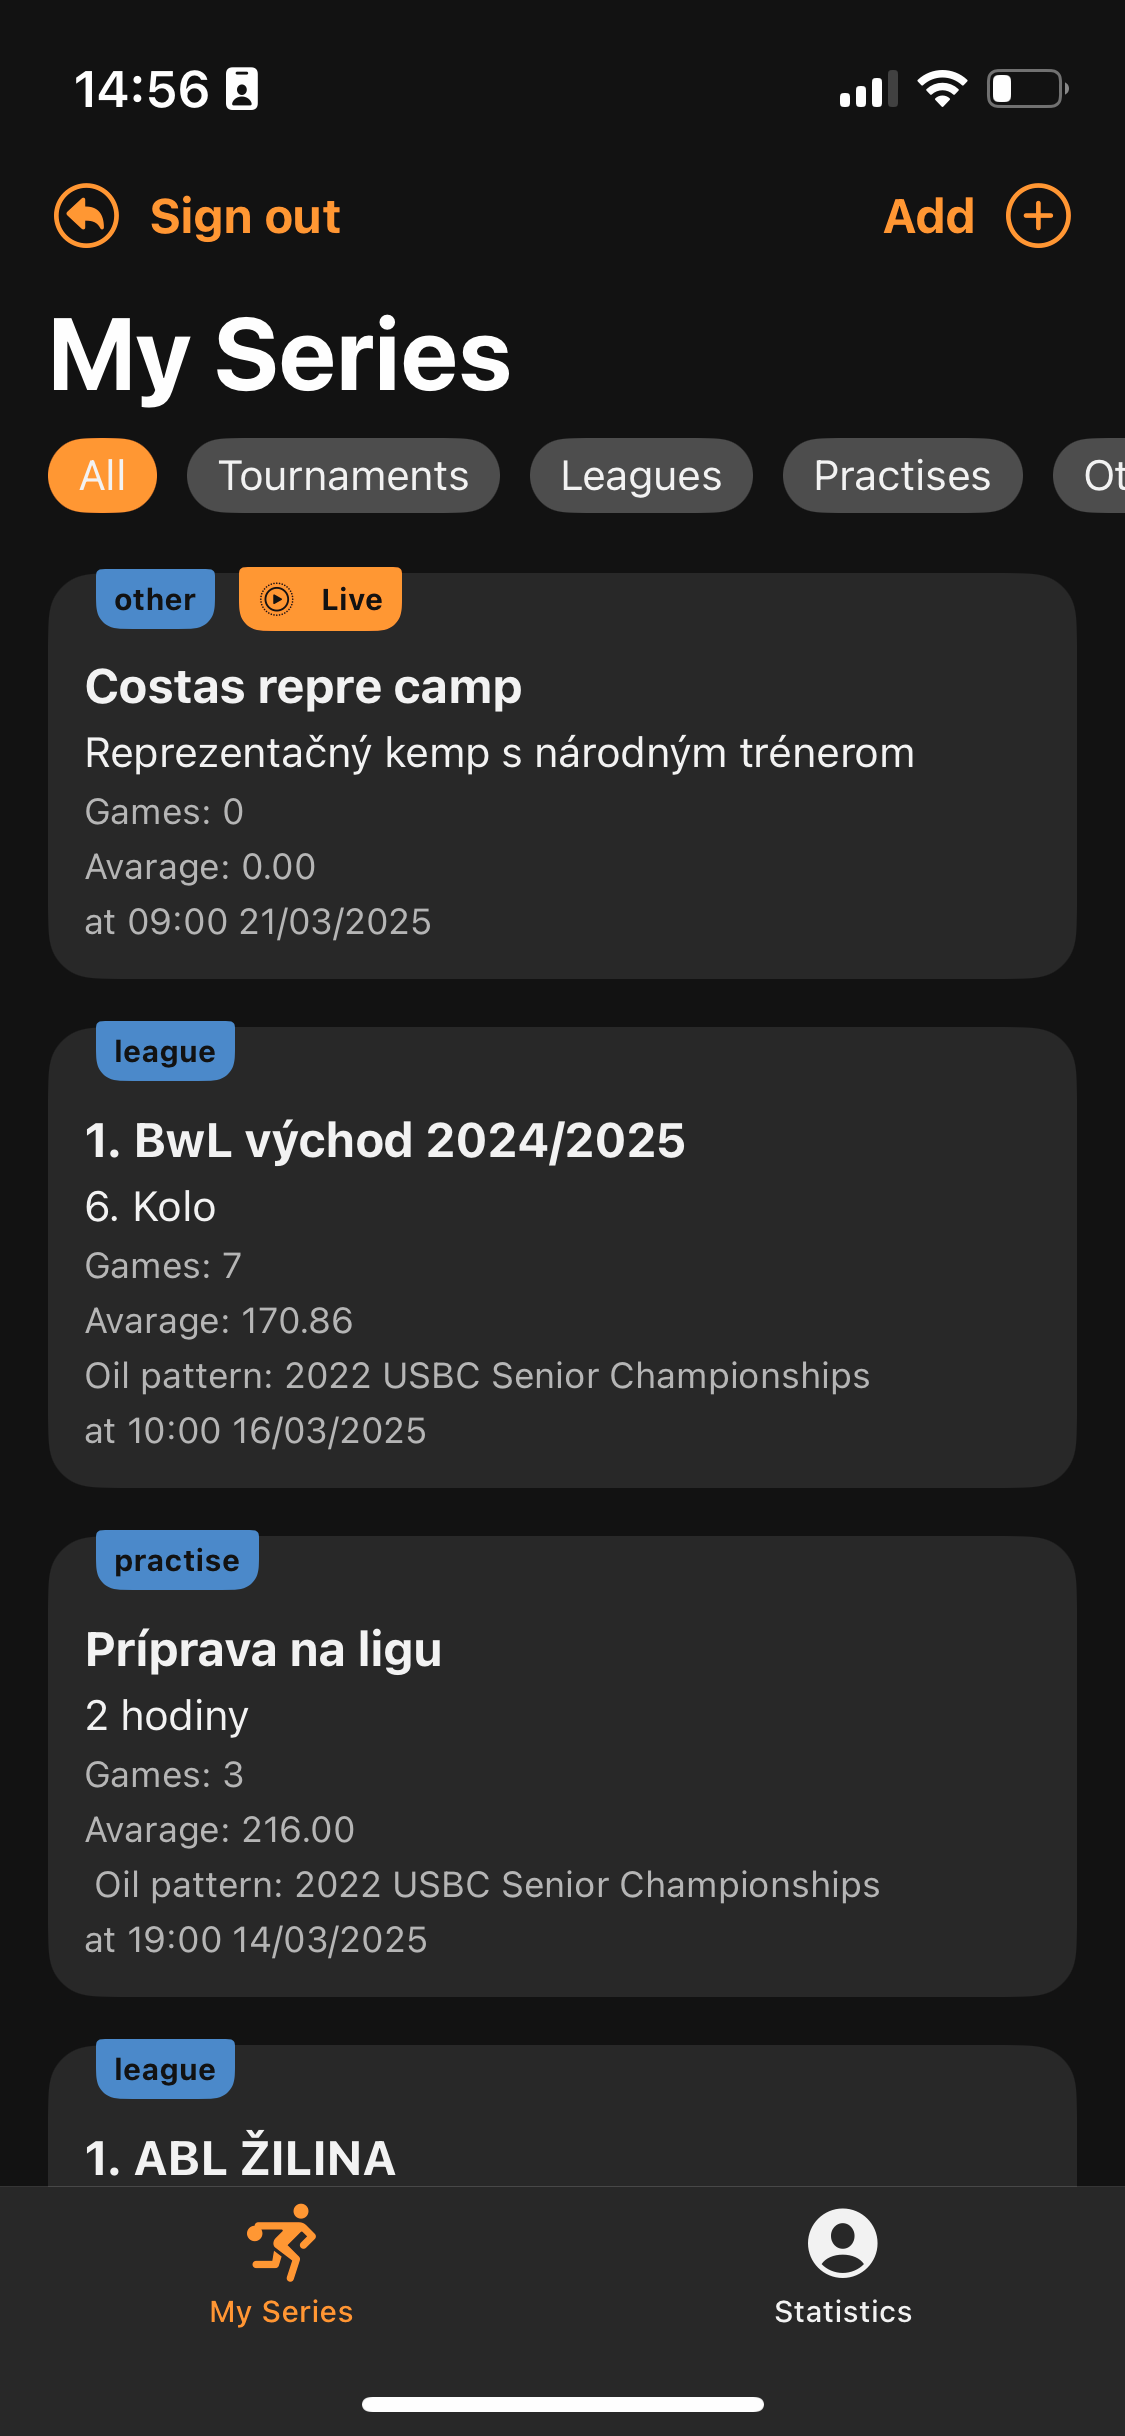 14:56
Sign out
Add
My Series
All
Tournaments
Leagues
Practises
Ot
other
Live
Costas repre camp
Reprezentačný kemp s národným trénerom
Games: 0
Avarage: 0.00
at 09:00 21/03/2025
league
1. BwL východ 2024/2025
6. Kolo
Games: 7
Avarage: 170.86
Oil pattern: 2022 USBC Senior Championships
at 10:00 16/03/2025
practise
Príprava na ligu
2 hodiny
Games: 3
Avarage: 216.00
Oil pattern: 2022 USBC Senior Championships
at 19:00 14/03/2025
league
1. ABL ŽILINA
My Series
Statistics